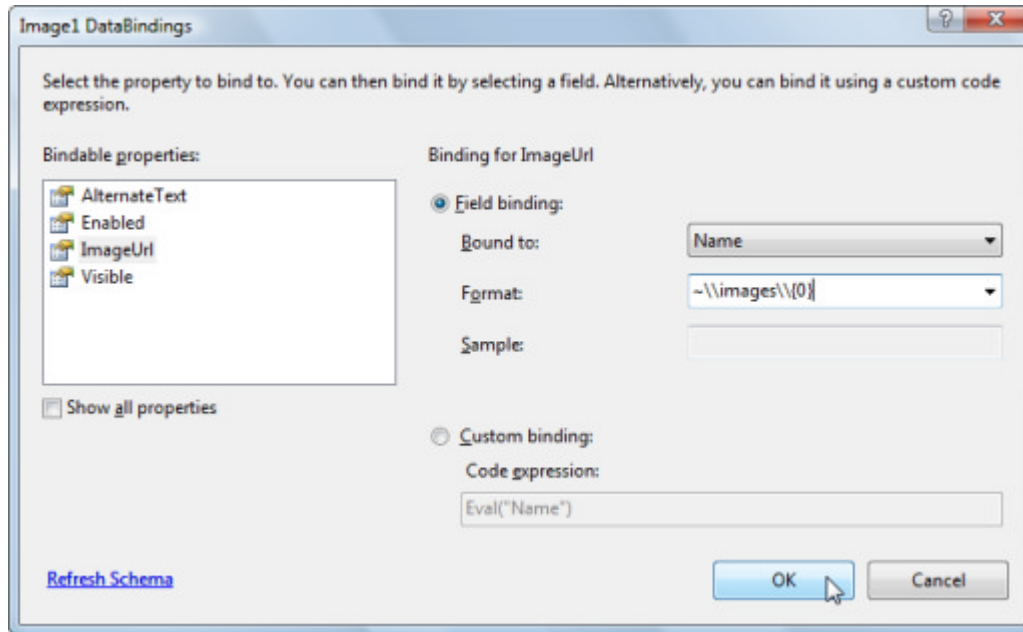 Image1 DataBindings
Select the property to bind to. You can then bind it by selecting a field. Alternatively, you can bind it using a custom code
expression.
Bindable properties:
AlternateText
Enabled
ImageUrl
Visible
Show all properties
Binding for ImageUrl
Field binding:
Bound to:
Name
Format:
~\\images\\{0}
Sample:
Custom binding:
Code expression:
Eval("Name")
Refresh Schema
OK
Cancel